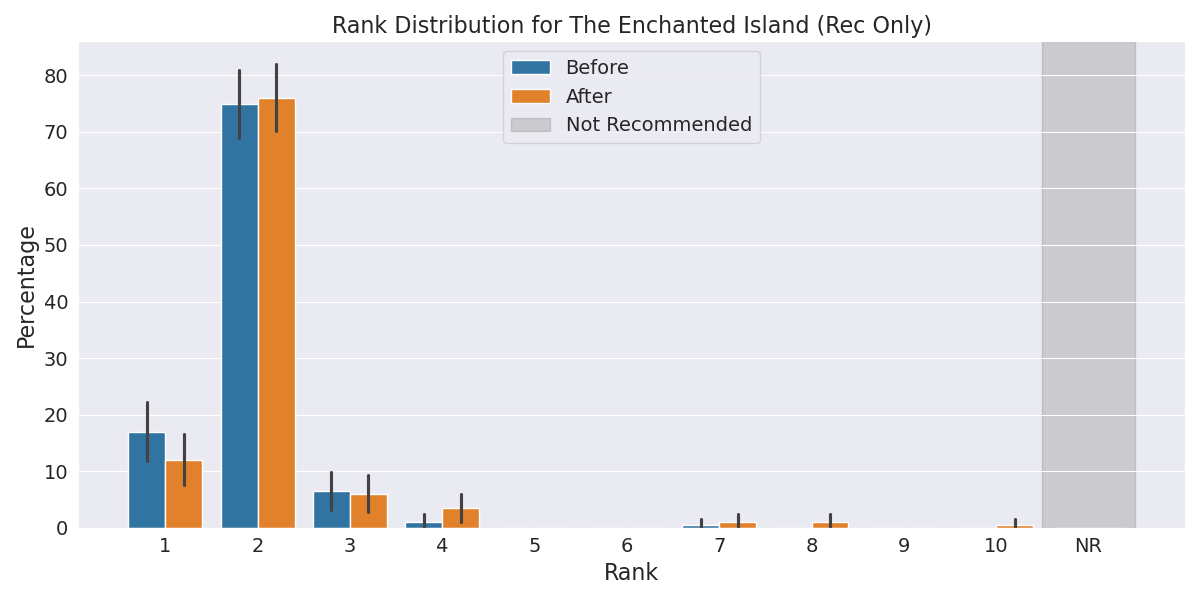 Rank Distribution for The Enchanted Island (Rec Only)
Before
After
Not Recommended
Percentage
80
70
60
50
40
30
20
10
0
1 2 3 4 5 6 7 8 9 10 NR
Rank